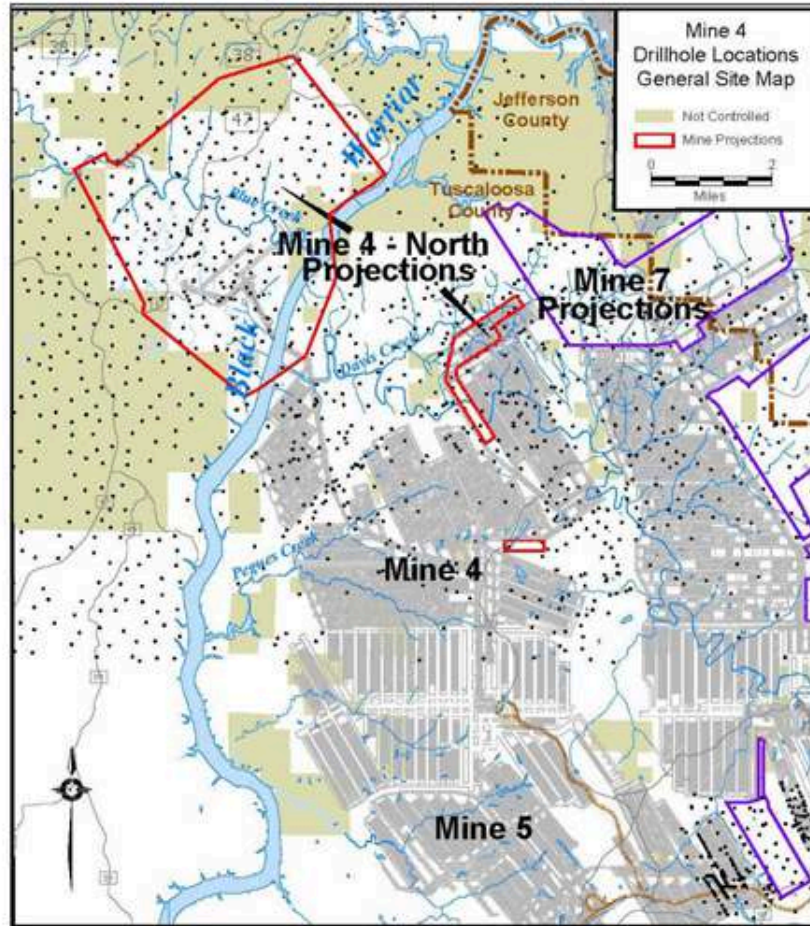 Mine 4
Drillhole Locations
General Site Map
Not Controlled
Mine Projections
0
2
Miles
38
38
47
Jefferson
County
Tuscaloosa
County
Black
Warrior
Blue Creek
Mine 4 - North
Projections
Mine 7
Projections
Davis Creek
Pegues Creek
Mine 4
Mine 5